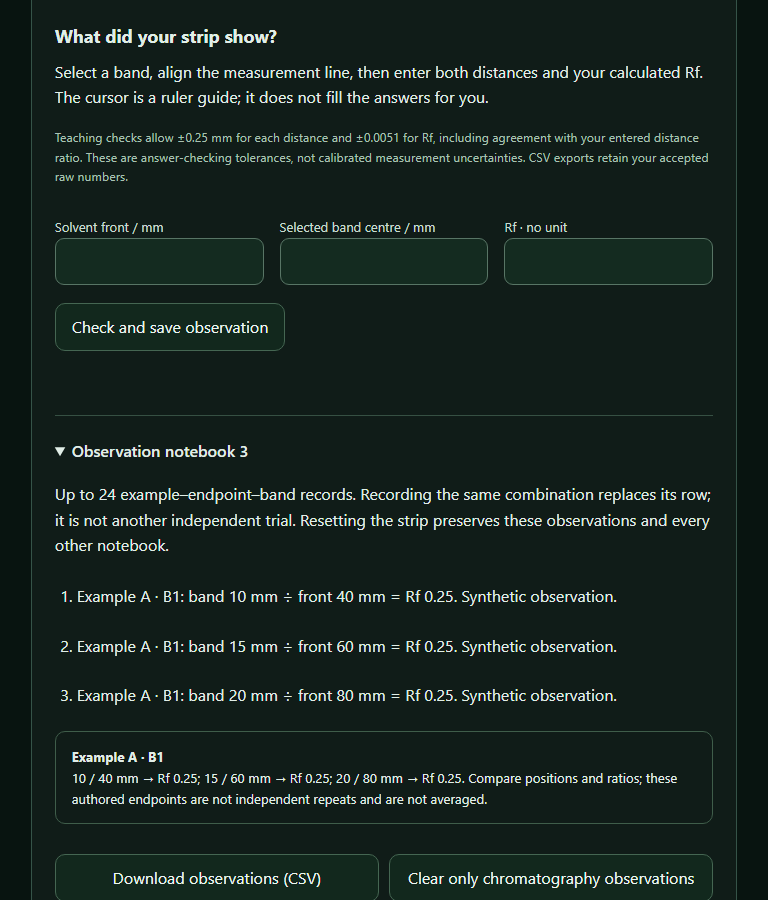 What did your strip show?
Select a band, align the measurement line, then enter both distances and your calculated Rf.
The cursor is a ruler guide; it does not fill the answers for you.
Teaching checks allow ±0.25 mm for each distance and ±0.0051 for Rf, including agreement with your entered distance
ratio. These are answer-checking tolerances, not calibrated measurement uncertainties. CSV exports retain your accepted
raw numbers.
Solvent front / mm
Selected band centre / mm
Rf · no unit
Check and save observation
▼ Observation notebook 3
Up to 24 example–endpoint–band records. Recording the same combination replaces its row;
it is not another independent trial. Resetting the strip preserves these observations and every
other notebook.
1. Example A · B1: band 10 mm ÷ front 40 mm = Rf 0.25. Synthetic observation.
2. Example A · B1: band 15 mm ÷ front 60 mm = Rf 0.25. Synthetic observation.
3. Example A · B1: band 20 mm ÷ front 80 mm = Rf 0.25. Synthetic observation.
Example A · B1
10 / 40 mm → Rf 0.25; 15 / 60 mm → Rf 0.25; 20 / 80 mm → Rf 0.25. Compare positions and ratios; these
authored endpoints are not independent repeats and are not averaged.
Download observations (CSV)
Clear only chromatography observations